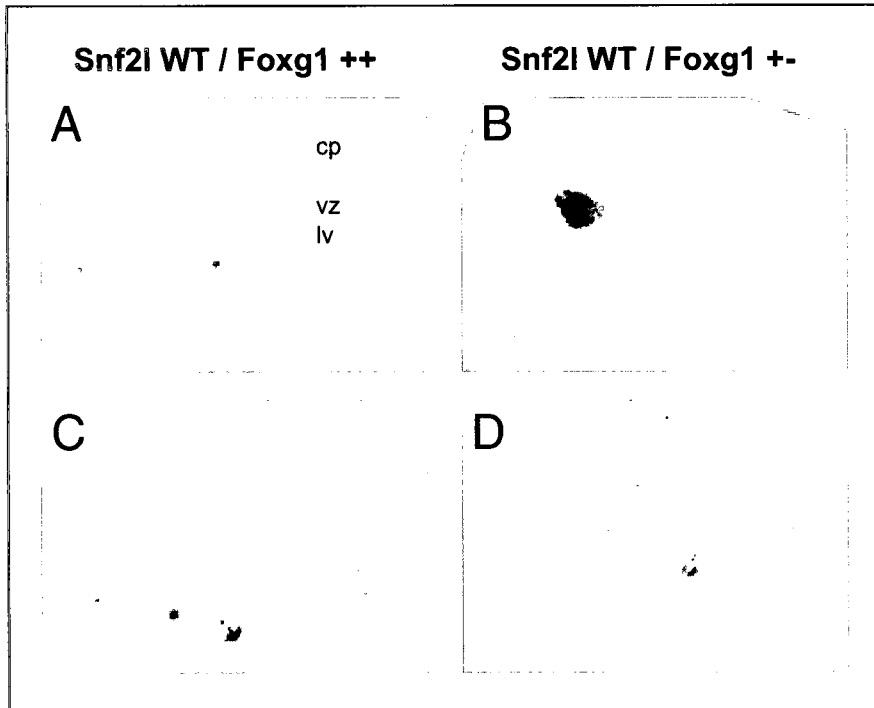 Snf2l WT / Foxg1 ++
Snf2l WT / Foxg1 +-
A
cp
vz
lv
B
C
D